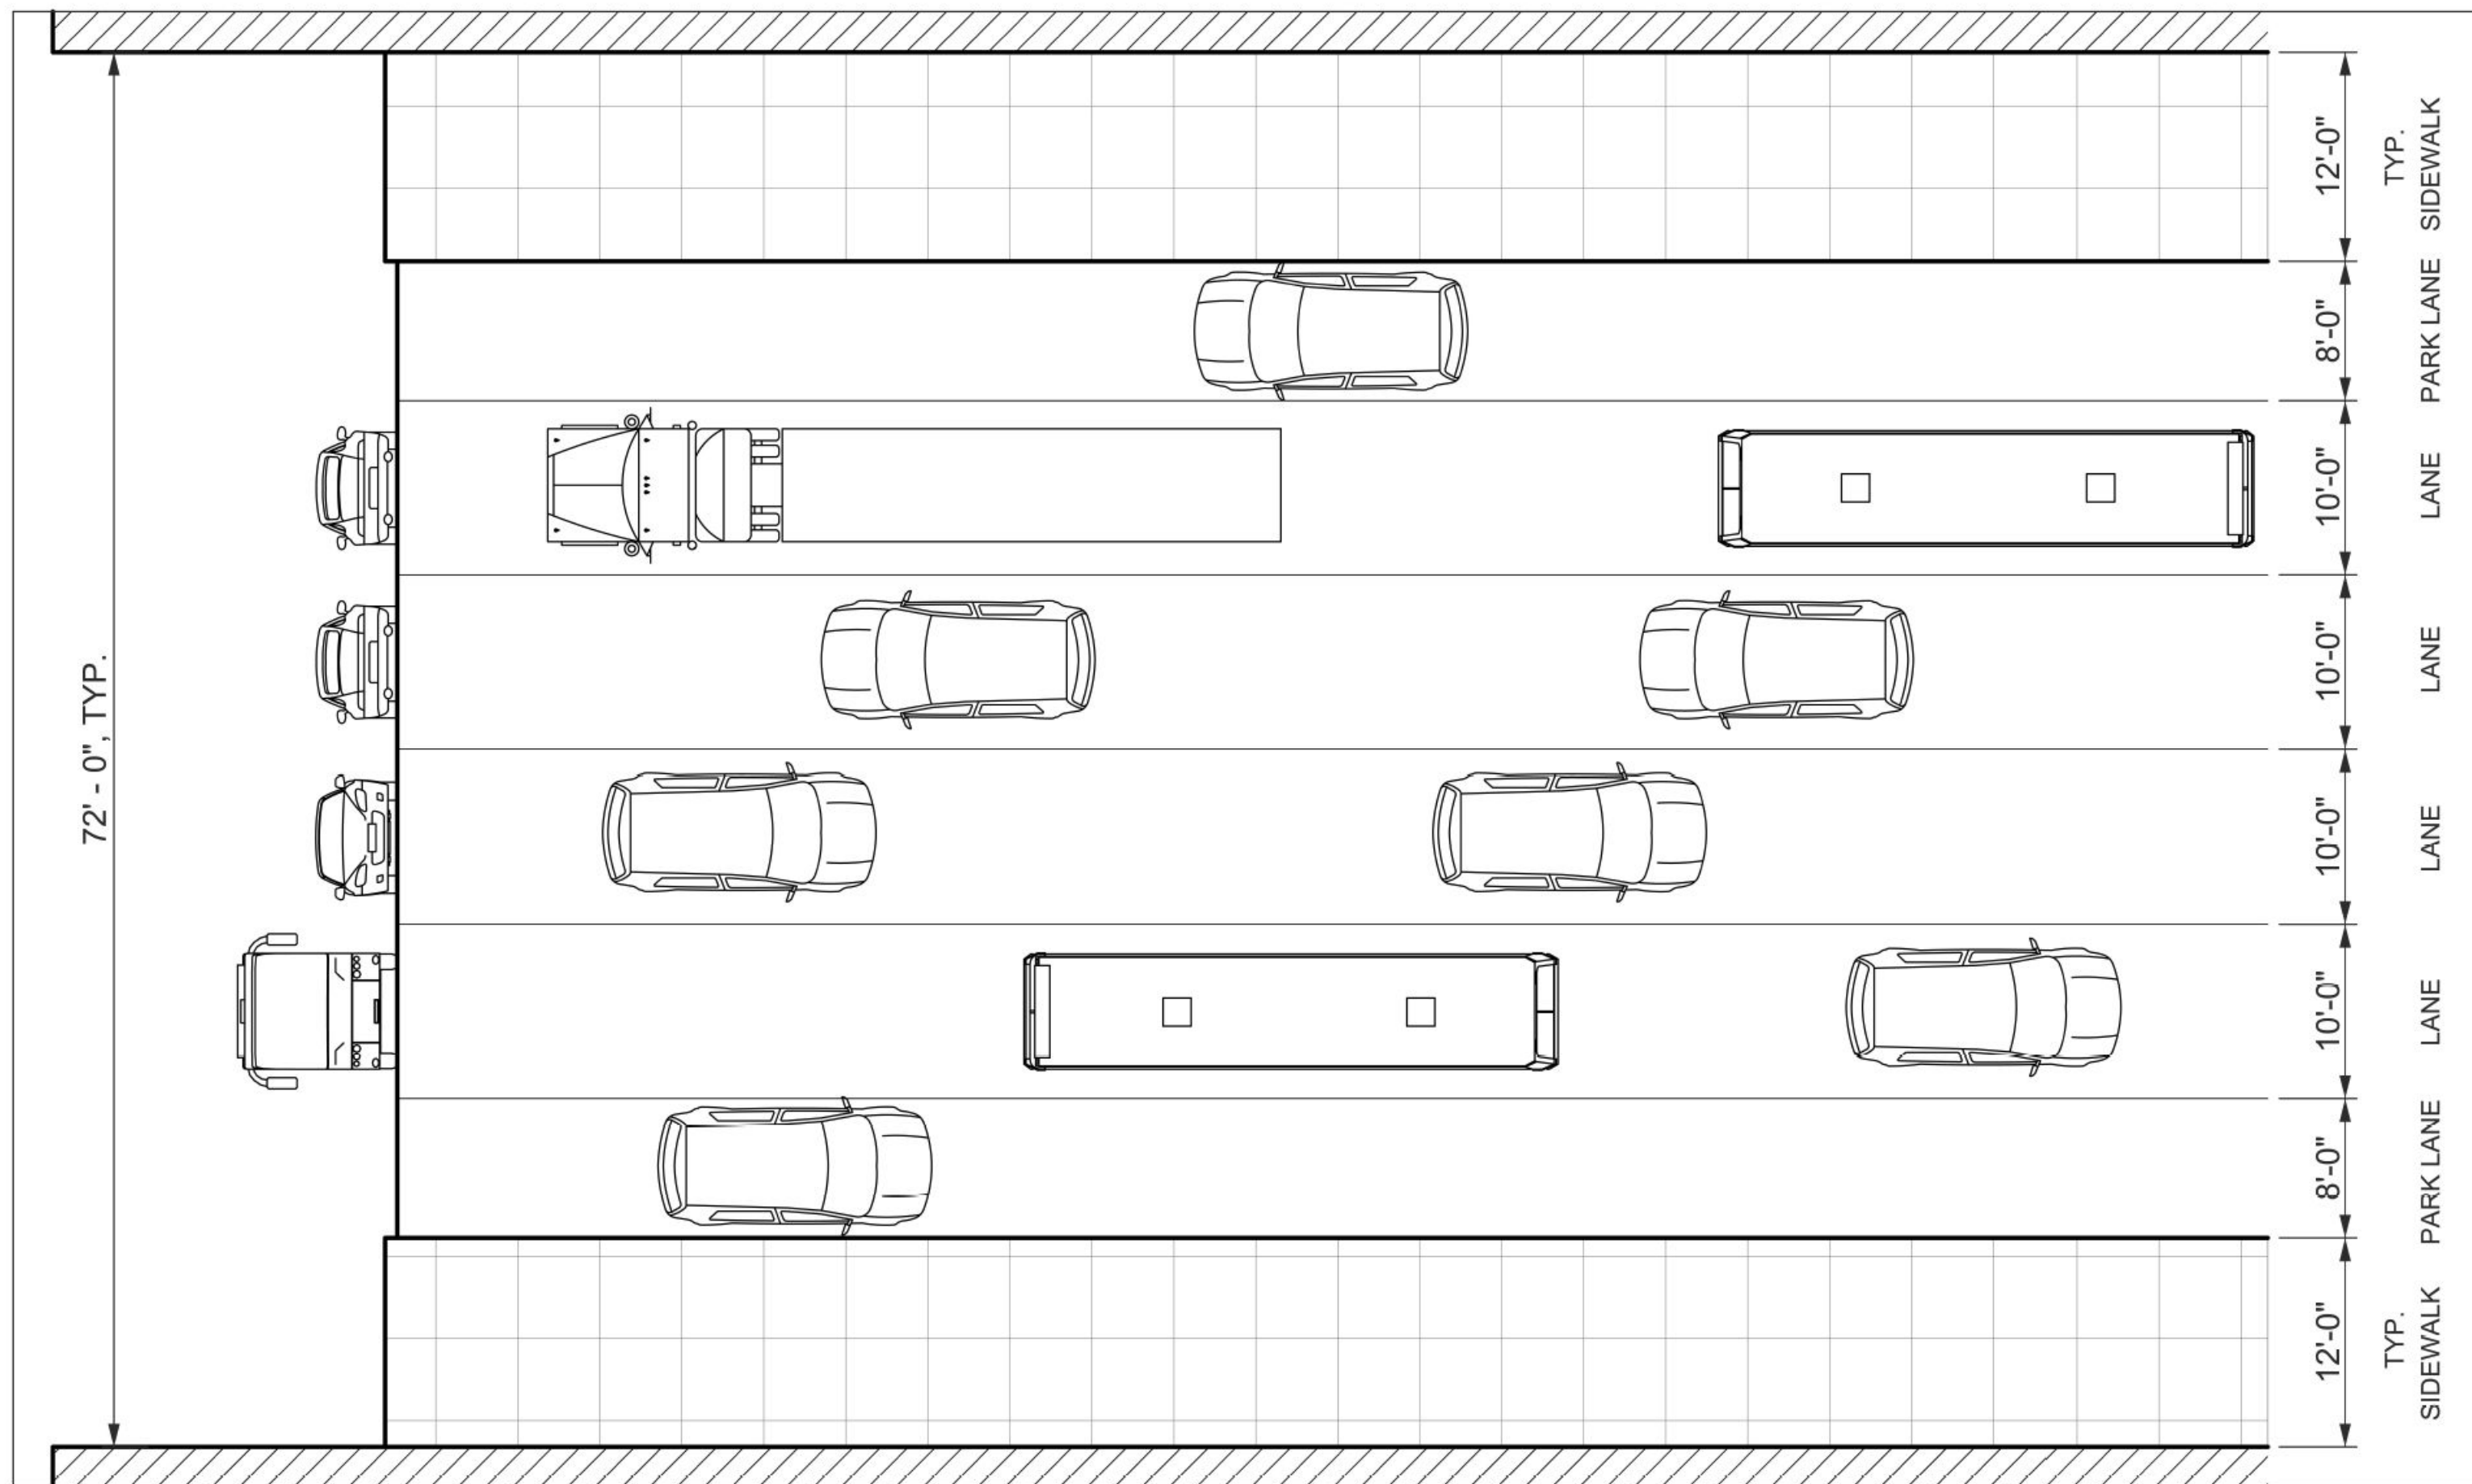 72' - 0", TYP.
12'-0"
TYP.
SIDEWALK
8'-0"
PARK LANE
10'-0"
LANE
10'-0"
LANE
10'-0"
LANE
10'-0"
LANE
8'-0"
PARK LANE
12'-0"
TYP.
SIDEWALK